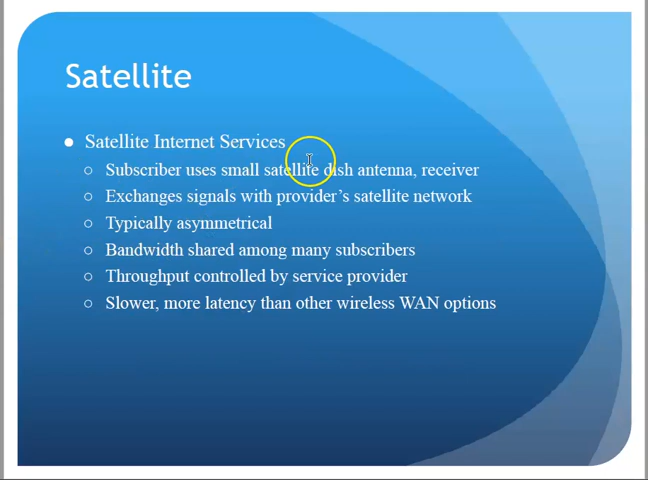 Satellite
Satellite Internet Services
Subscriber uses small satellite dish antenna, receiver
Exchanges signals with provider’s satellite network
Typically asymmetrical
Bandwidth shared among many subscribers
Throughput controlled by service provider
Slower, more latency than other wireless WAN options